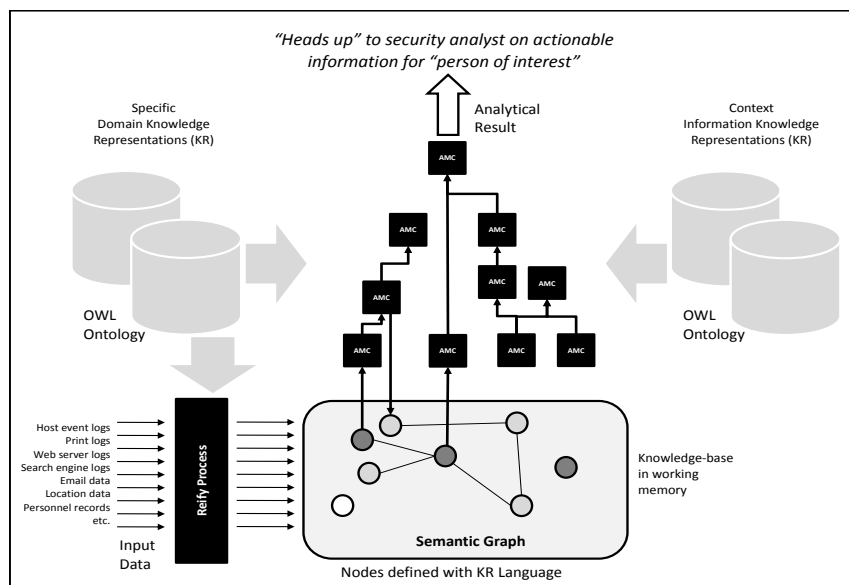 “Heads up” to security analyst on actionable
information for “person of interest”
Specific
Domain Knowledge
Representations (KR)
Analytical
Result
Context
Information Knowledge
Representations (KR)
AMC
AMC
AMC
AMC
AMC
AMC
AMC
AMC
AMC
AMC
OWL
Ontology
OWL
Ontology
Host event logs
Print logs
Web server logs
Search engine logs
Email data
Location data
Personnel records
etc.
Input
Data
Reify Process
Knowledge-base
in working
memory
Semantic Graph
Nodes defined with KR Language